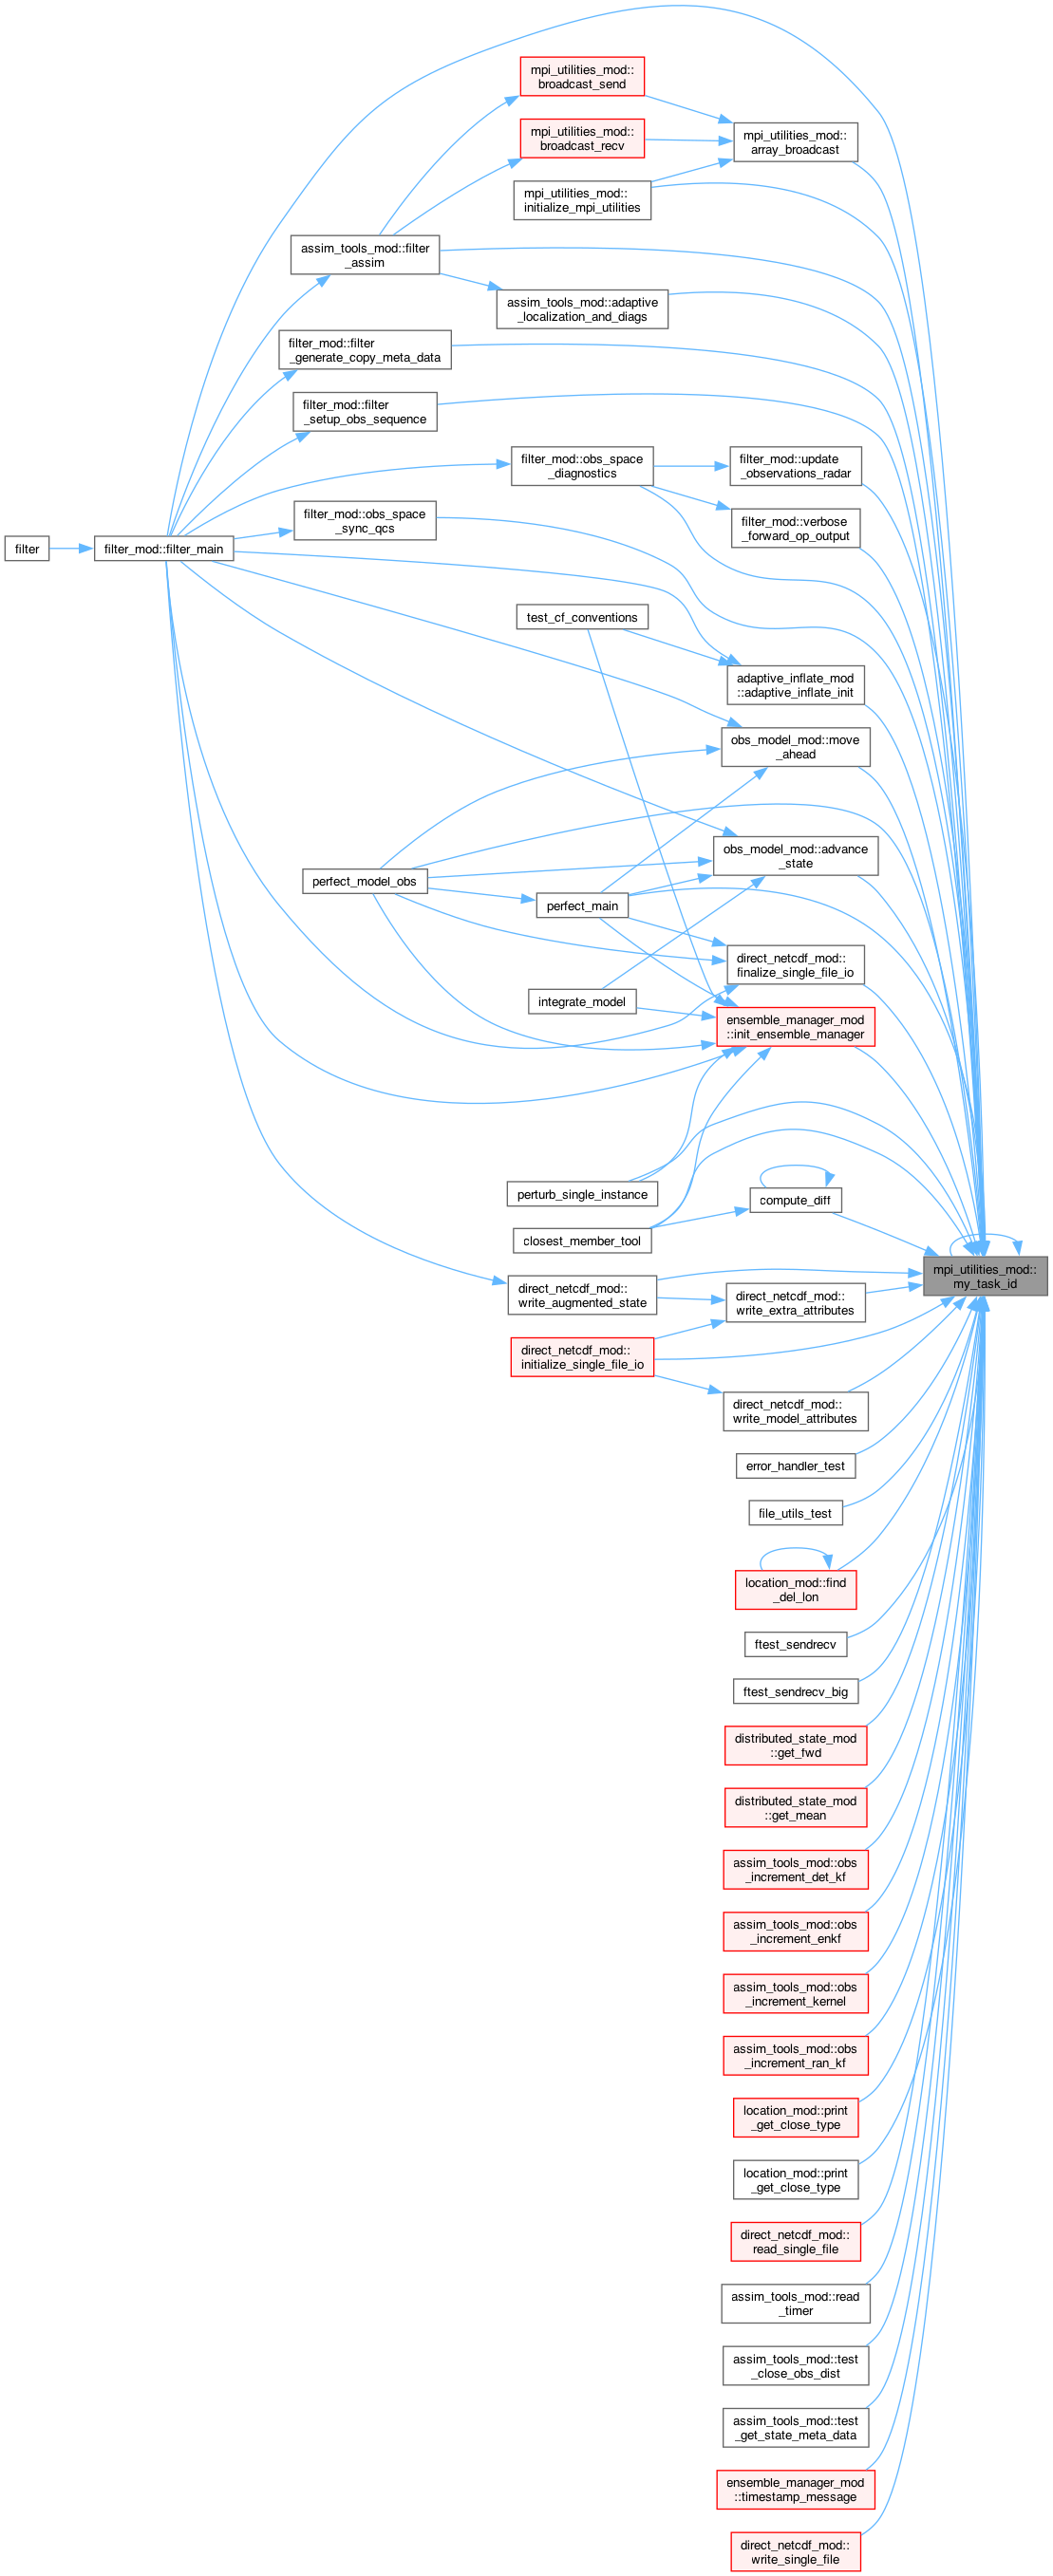 mpi_utilities_mod::
broadcast_send
mpi_utilities_mod::
broadcast_recv
mpi_utilities_mod::
array_broadcast
mpi_utilities_mod::
initialize_mpi_utilities
assim_tools_mod::filter
_assim
assim_tools_mod::adaptive
_localization_and_diags
filter_mod::filter
_generate_copy_meta_data
filter_mod::filter
_setup_obs_sequence
filter_mod::obs_space
_diagnostics
filter_mod::update
_observations_radar
filter_mod::obs_space
_sync_qcs
filter_mod::verbose
_forward_op_output
filter
filter_mod::filter_main
test_cf_conventions
adaptive_inflate_mod
::adaptive_inflate_init
obs_model_mod::move
_ahead
obs_model_mod::advance
_state
perfect_model_obs
perfect_main
direct_netcdf_mod::
finalize_single_file_io
integrate_model
ensemble_manager_mod
::init_ensemble_manager
perturb_single_instance
compute_diff
closest_member_tool
mpi_utilities_mod::
my_task_id
direct_netcdf_mod::
write_augmented_state
direct_netcdf_mod::
write_extra_attributes
direct_netcdf_mod::
initialize_single_file_io
direct_netcdf_mod::
write_model_attributes
error_handler_test
file_utils_test
location_mod::find
_del_lon
ftest_sendrecv
ftest_sendrecv_big
distributed_state_mod
::get_fwd
distributed_state_mod
::get_mean
assim_tools_mod::obs
_increment_det_kf
assim_tools_mod::obs
_increment_enkf
assim_tools_mod::obs
_increment_kernel
assim_tools_mod::obs
_increment_ran_kf
location_mod::print
_get_close_type
location_mod::print
_get_close_type
direct_netcdf_mod::
read_single_file
assim_tools_mod::read
_timer
assim_tools_mod::test
_close_obs_dist
assim_tools_mod::test
_get_state_meta_data
ensemble_manager_mod
::timestamp_message
direct_netcdf_mod::
write_single_file